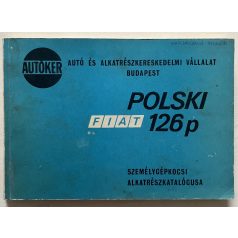 AUTÓKER
AUTÓ ÉS ALKATRÉSZKERESKEDELMI VÁLLALAT
BUDAPEST
POLSKI
FIAT 126p
SZEMÉLYGÉPKOCSI
ALKATRÉSZKATALÓGUSA